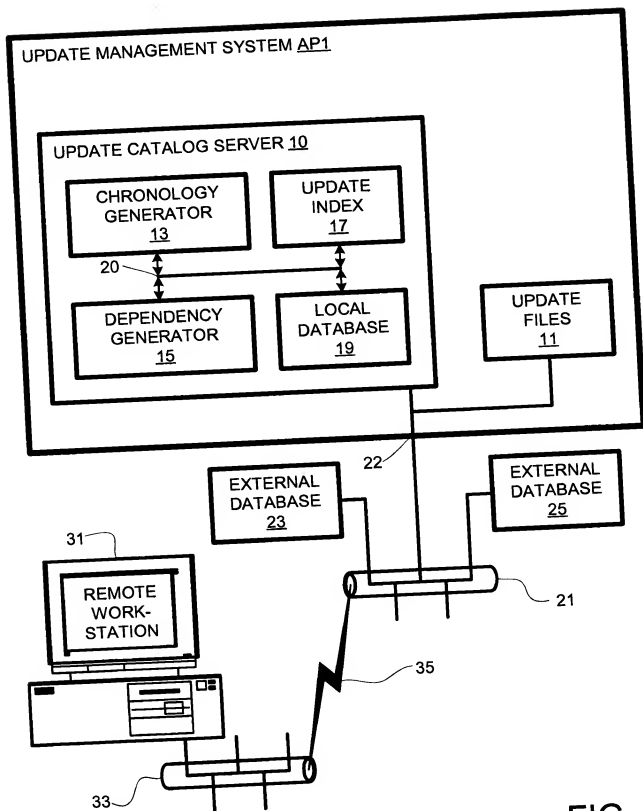 UPDATE MANAGEMENT SYSTEM AP1
UPDATE CATALOG SERVER 10
CHRONOLOGY
GENERATOR
13
UPDATE
INDEX
17
20
DEPENDENCY
GENERATOR
15
LOCAL
DATABASE
19
UPDATE
FILES
11
22
EXTERNAL
DATABASE
23
EXTERNAL
DATABASE
25
31
REMOTE
WORK-
STATION
21
35
33
FIG